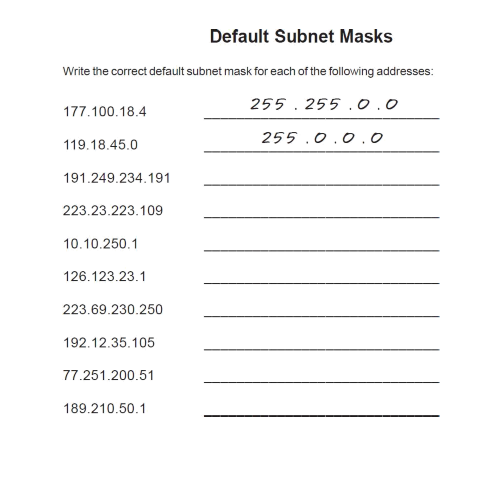 Default Subnet Masks
Write the correct default subnet mask for each of the following addresses:
177.100.18.4 255 . 255 . 0 . 0
119.18.45.0 255 . 0 . 0 . 0
191.249.234.191
223.23.223.109
10.10.250.1
126.123.23.1
223.69.230.250
192.12.35.105
77.251.200.51
189.210.50.1